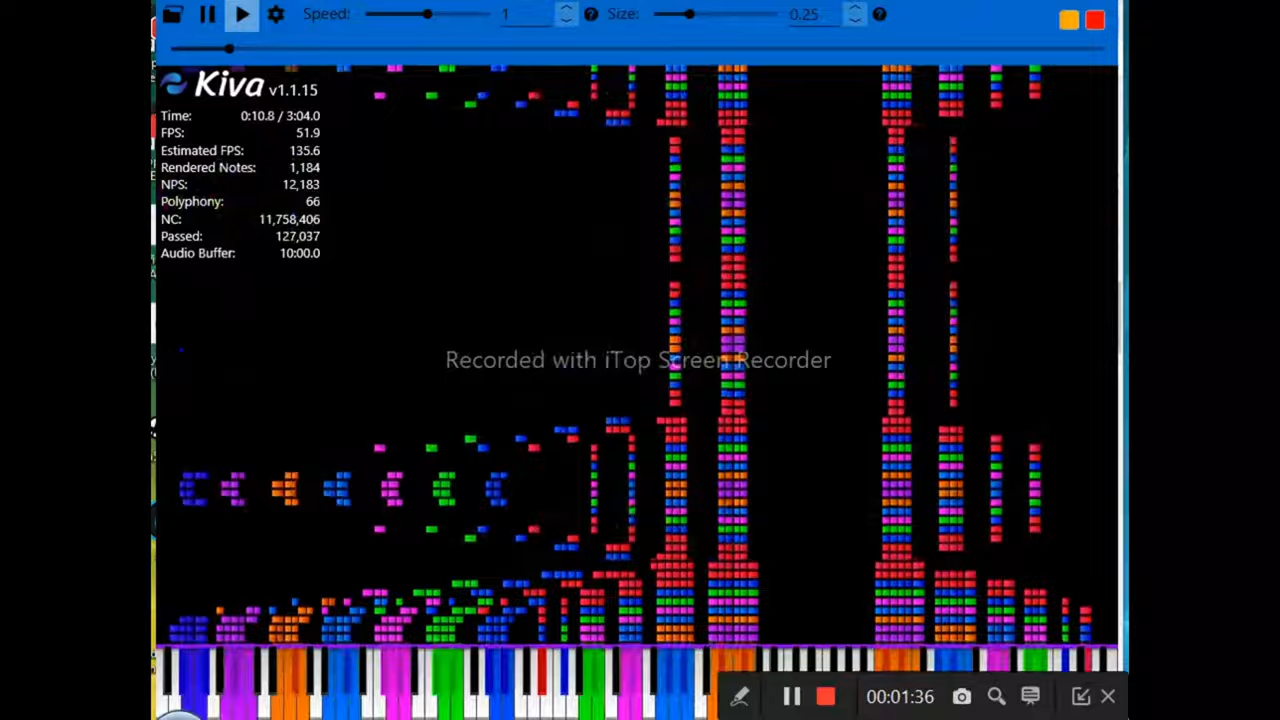 Speed: 1 Size: 0.25
Kiva v1.1.15
Time: 0:10.8 / 3:04.0
FPS: 51.9
Estimated FPS: 135.6
Rendered Notes: 1,184
NPS: 12,183
Polyphony: 66
NC: 11,758,406
Passed: 127,037
Audio Buffer: 10:00.0
Recorded with iTop Screen Recorder
00:01:36